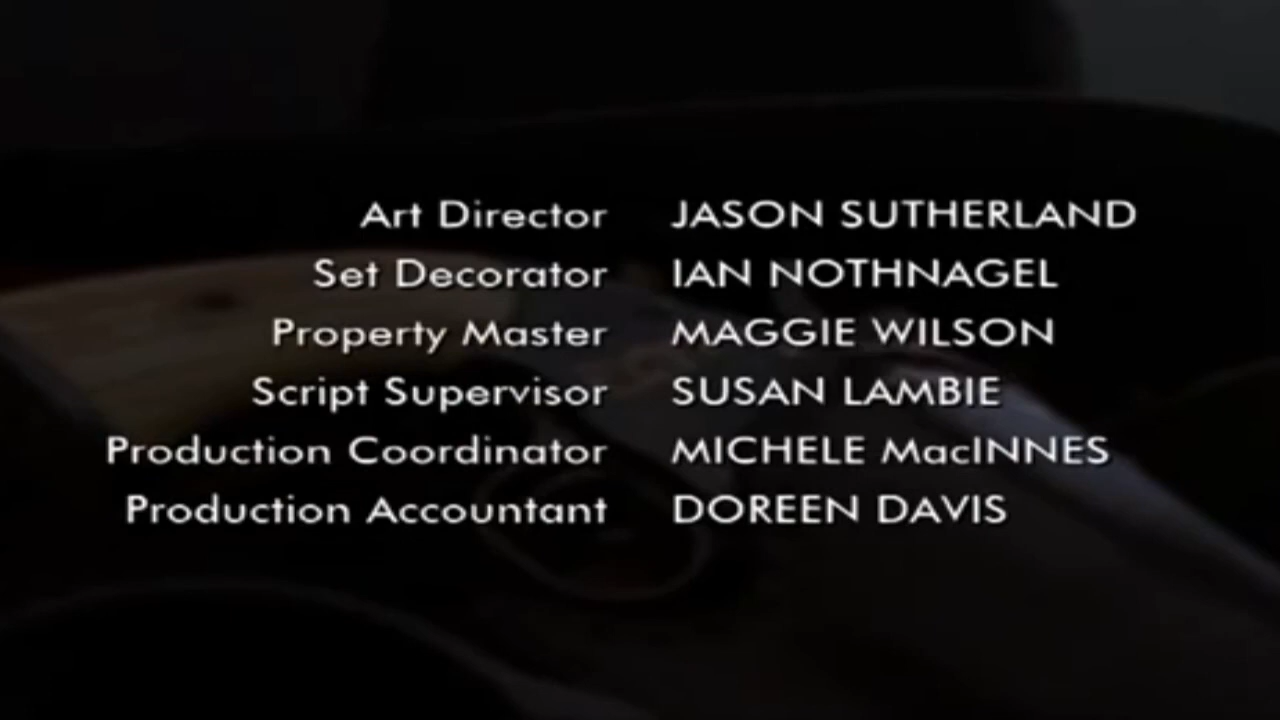 Art Director JASON SUTHERLAND
Set Decorator IAN NOTHNAGEL
Property Master MAGGIE WILSON
Script Supervisor SUSAN LAMBIE
Production Coordinator MICHELE MacINNES
Production Accountant DOREEN DAVIS